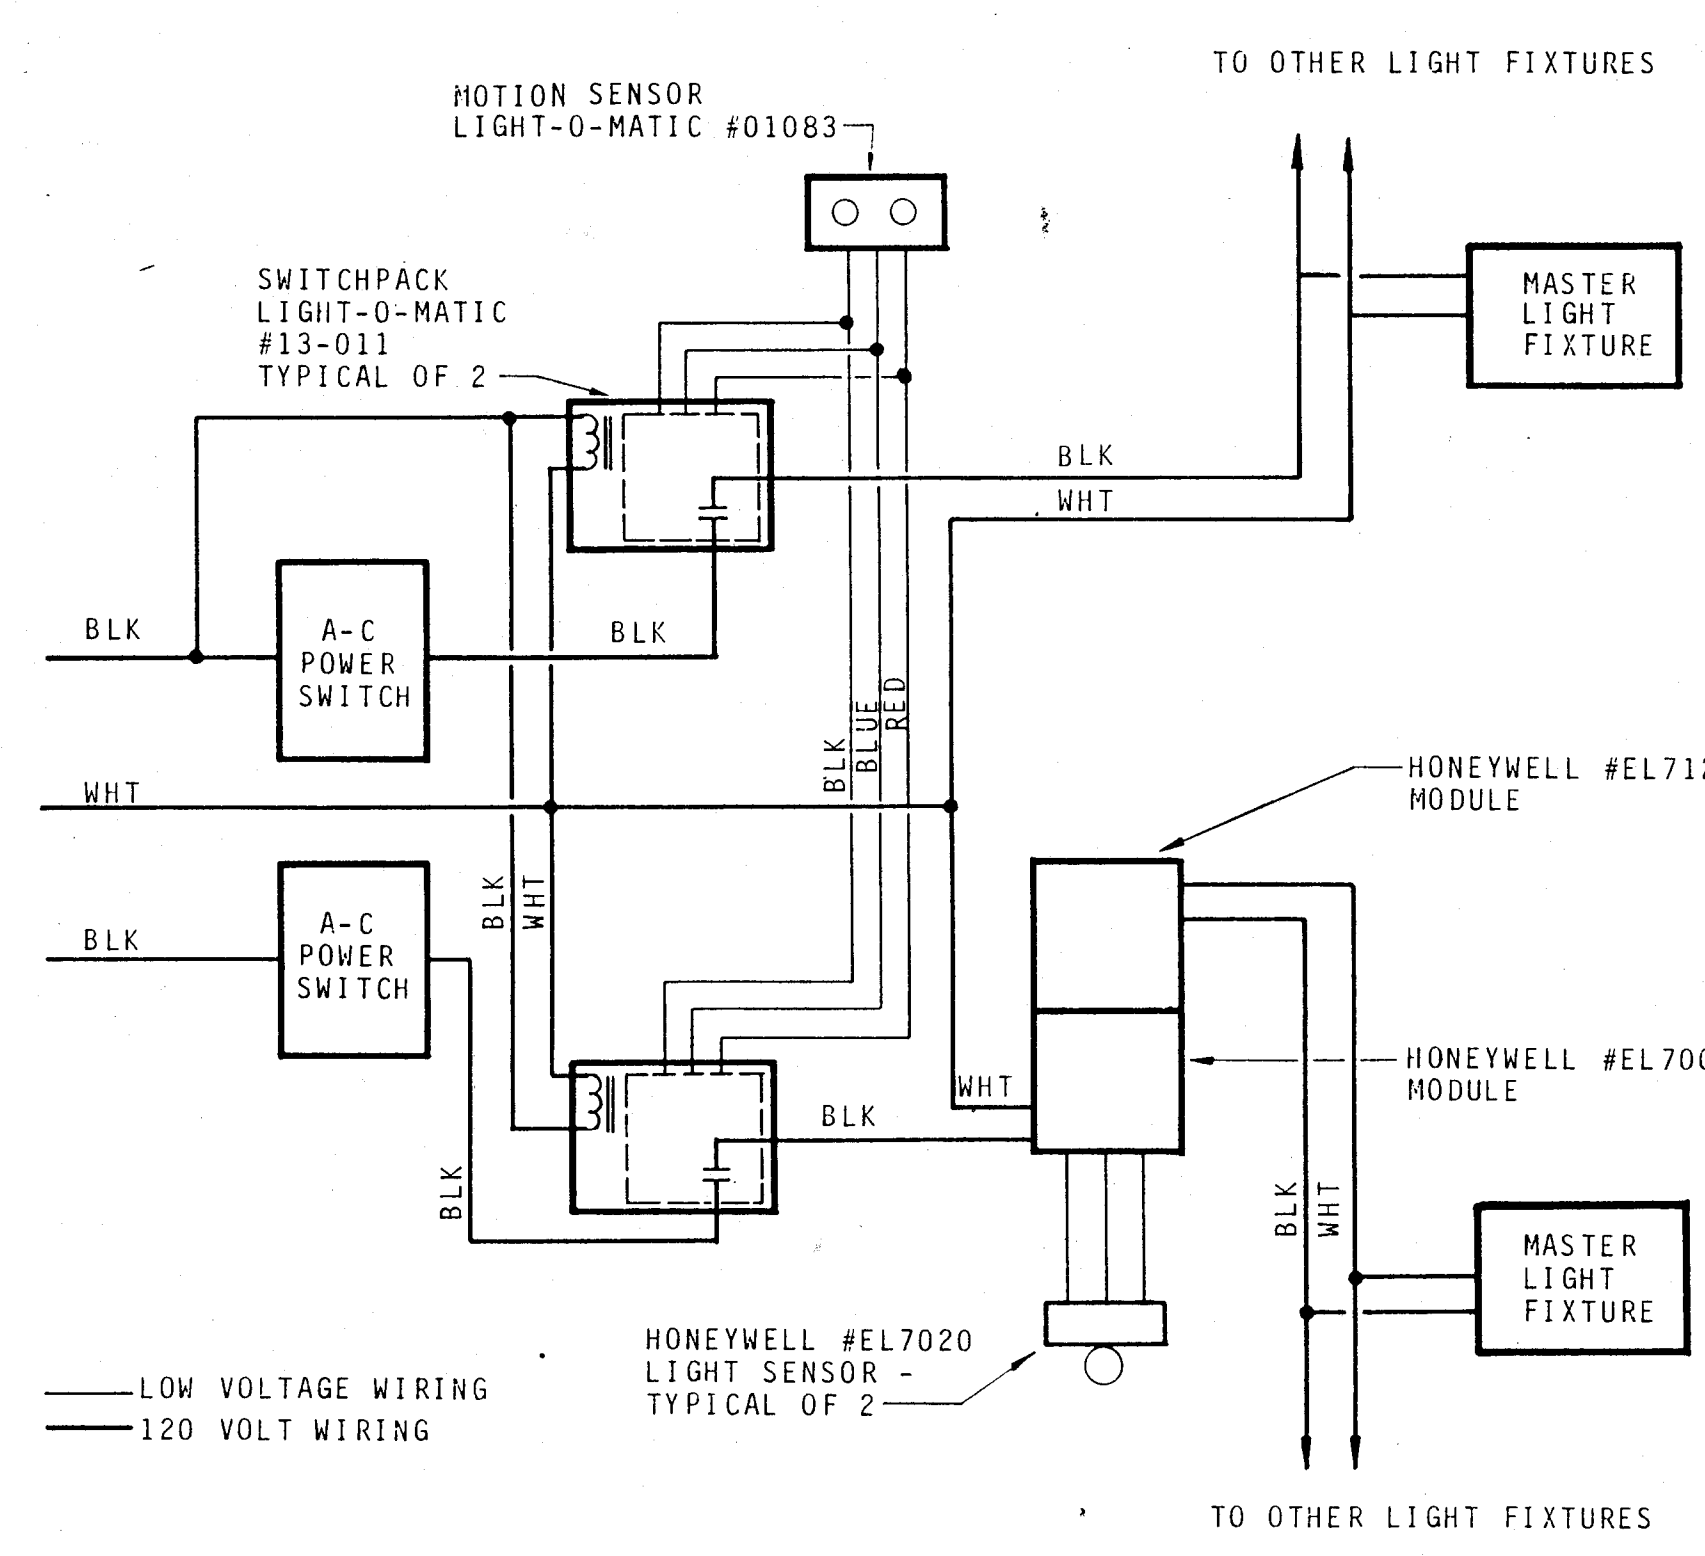 TO OTHER LIGHT FIXTURES
MOTION SENSOR
LIGHT-O-MATIC #01083
SWITCHPACK
LIGHT-O-MATIC
#13-011
TYPICAL OF 2
MASTER
LIGHT
FIXTURE
BLK
WHT
BLK
A-C
POWER
SWITCH
BLK
BLK
BLUE
RED
WHT
HONEYWELL
MODULE
BLK
WHT
A-C
POWER
SWITCH
BLK
HONEYWELL
MODULE
WHT
BLK
BLK
BLK
WHT
MASTER
LIGHT
FIXTURE
HONEYWELL #EL7020
LIGHT SENSOR -
TYPICAL OF 2
LOW VOLTAGE WIRING
120 VOLT WIRING
TO OTHER LIGHT FIXTURES